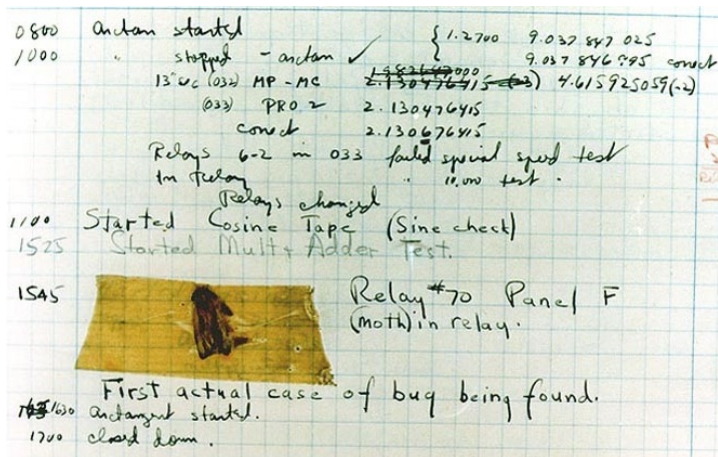 0800 antan started { 1.2700 9.037 847 025
1000 " stopped - antan ✓ 9.037 846 995 conect
13" uc (032) MP - MC 2.130476415 4.615925059(-2)
(033) PRO 2 2.130476415
conect 2.130676415
Relays 6-2 in 033 failed special speed test
In Relay " 10.000 test.
Relays changed
1100 Started Cosine Tape (Sine check)
1525 Started Mult+ Adder Test.
1545 Relay #70 Panel F
(moth) in relay.
First actual case of bug being found.
1630 antangent started.
1700 closed down.